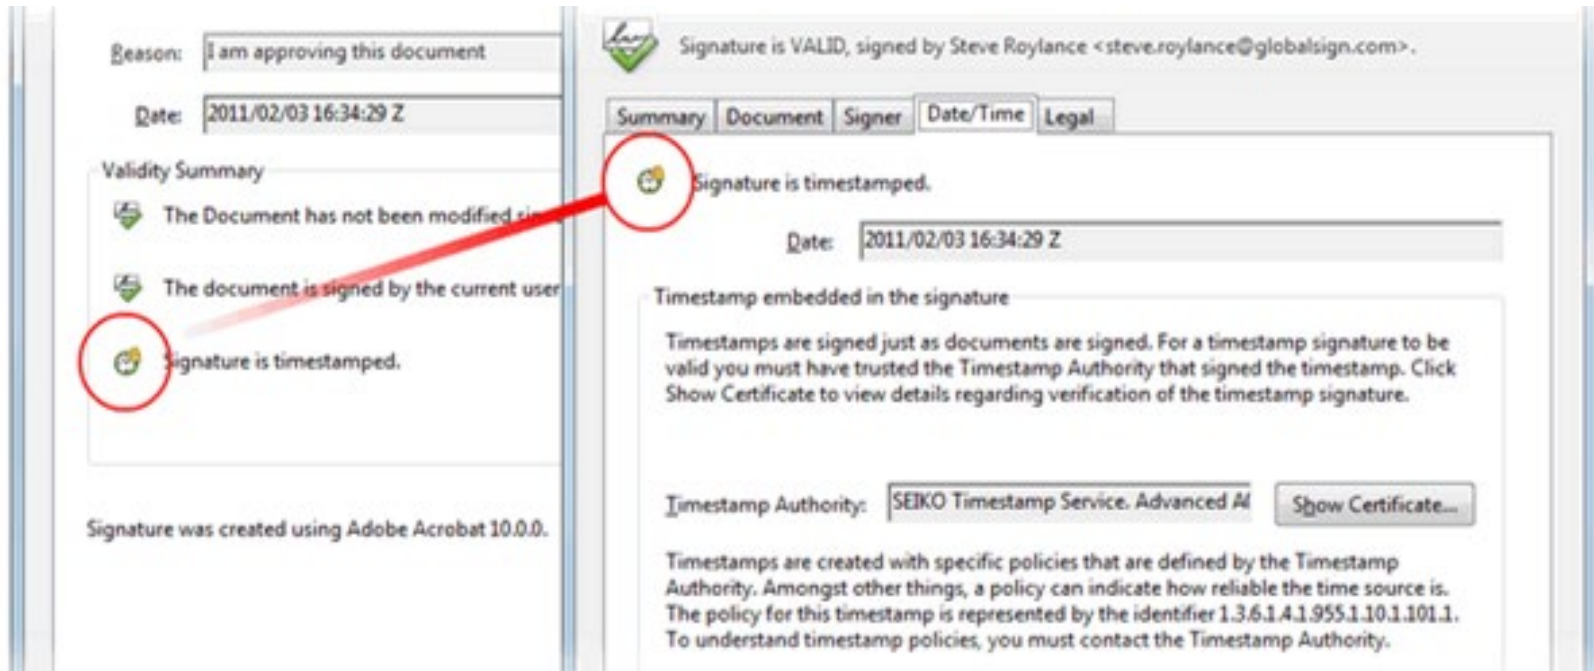 Reason: I am approving this document
Date: 2011/02/03 16:34:29 Z
Validity Summary
The Document has not been modified
The document is signed by the current user
Signature is timestamped.
Signature was created using Adobe Acrobat 10.0.0.
Signature is VALID, signed by Steve Roylance <steve.roylance@globalsign.com>.
Summary Document Signer Date/Time Legal
Signature is timestamped.
Date: 2011/02/03 16:34:29 Z
Timestamp embedded in the signature
Timestamps are signed just as documents are signed. For a timestamp signature to be
valid you must have trusted the Timestamp Authority that signed the timestamp. Click
Show Certificate to view details regarding verification of the timestamp signature.
Timestamp Authority: SEIKO Timestamp Service. Advanced Show Certificate...
Timestamps are created with specific policies that are defined by the Timestamp
Authority. Amongst other things, a policy can indicate how reliable the time source is.
The policy for this timestamp is represented by the identifier 1.3.6.1.4.1.955.1.10.1.101.1.
To understand timestamp policies, you must contact the Timestamp Authority.